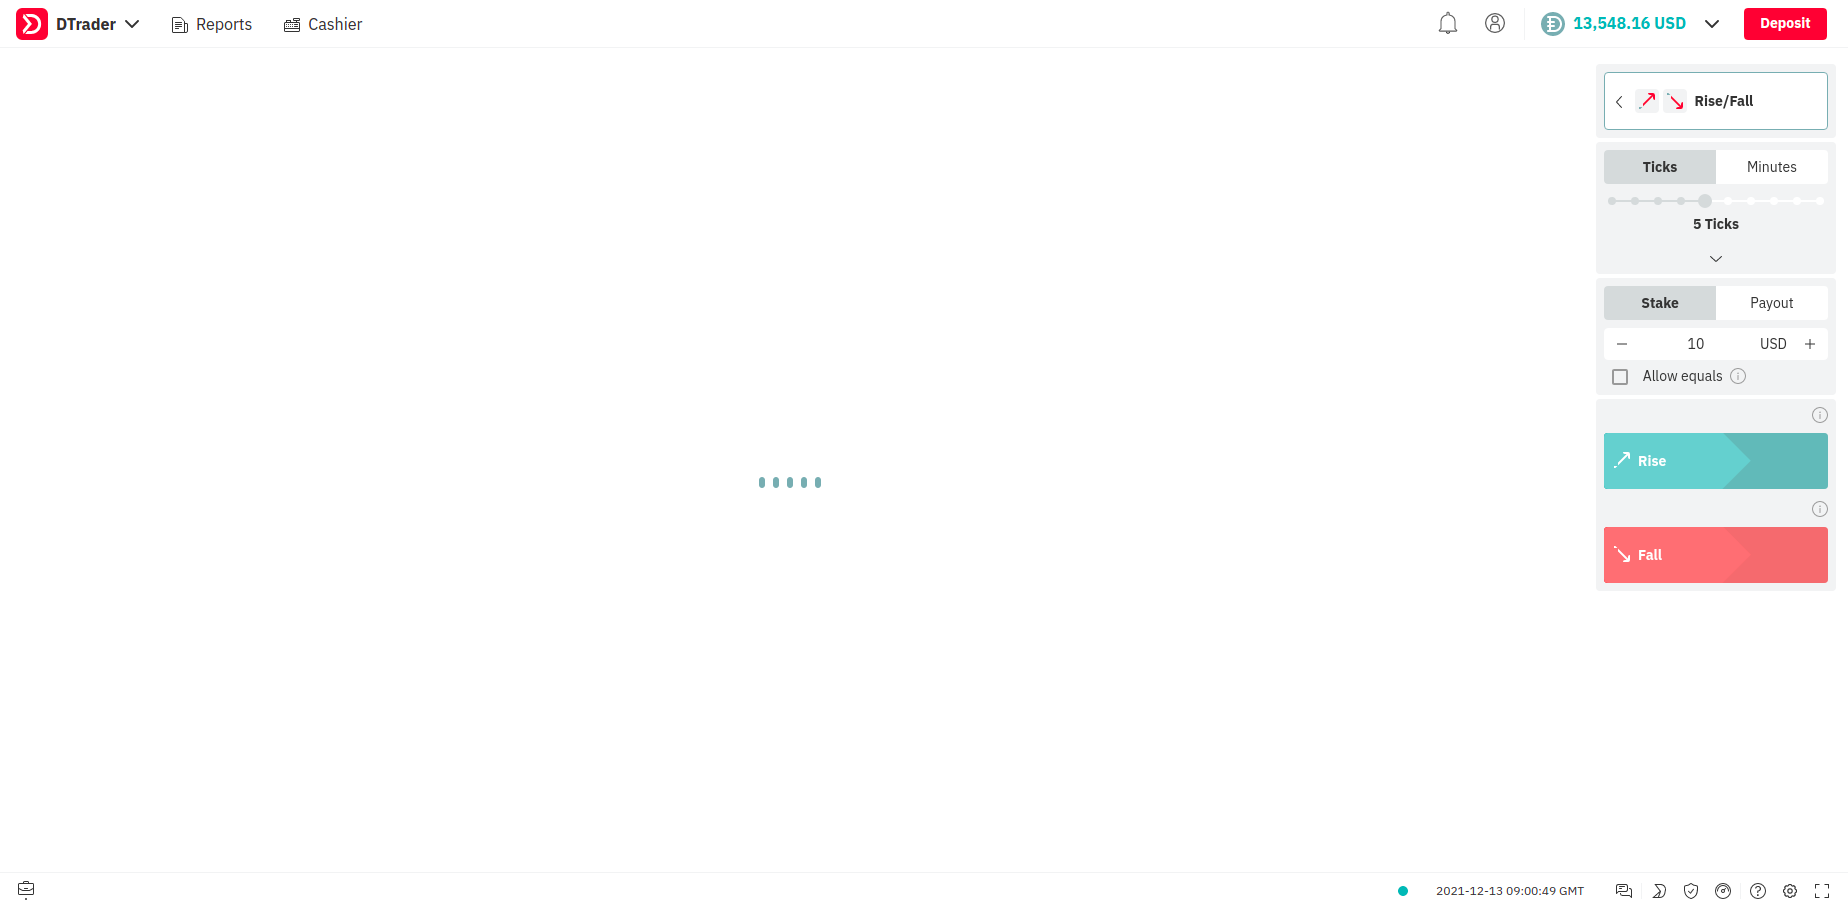 DTrader Reports Cashier 13,548.16 USD Deposit
Rise/Fall
Ticks Minutes
5 Ticks
Stake Payout
10 USD
Allow equals
Rise
Fall
2021-12-13 09:00:49 GMT